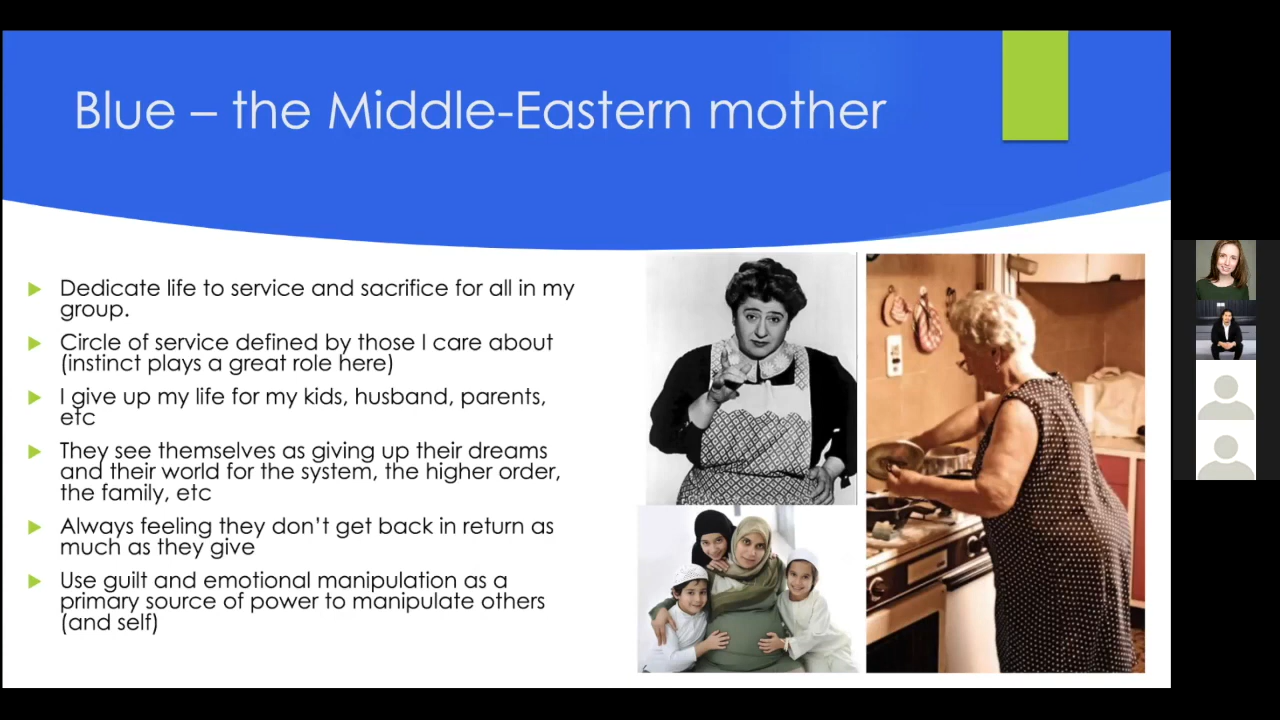 Blue – the Middle-Eastern mother
Dedicate life to service and sacrifice for all in my
group.
Circle of service defined by those I care about
(instinct plays a great role here)
I give up my life for my kids, husband, parents,
etc
They see themselves as giving up their dreams
and their world for the system, the higher order,
the family, etc
Always feeling they don’t get back in return as
much as they give
Use guilt and emotional manipulation as a
primary source of power to manipulate others
(and self)